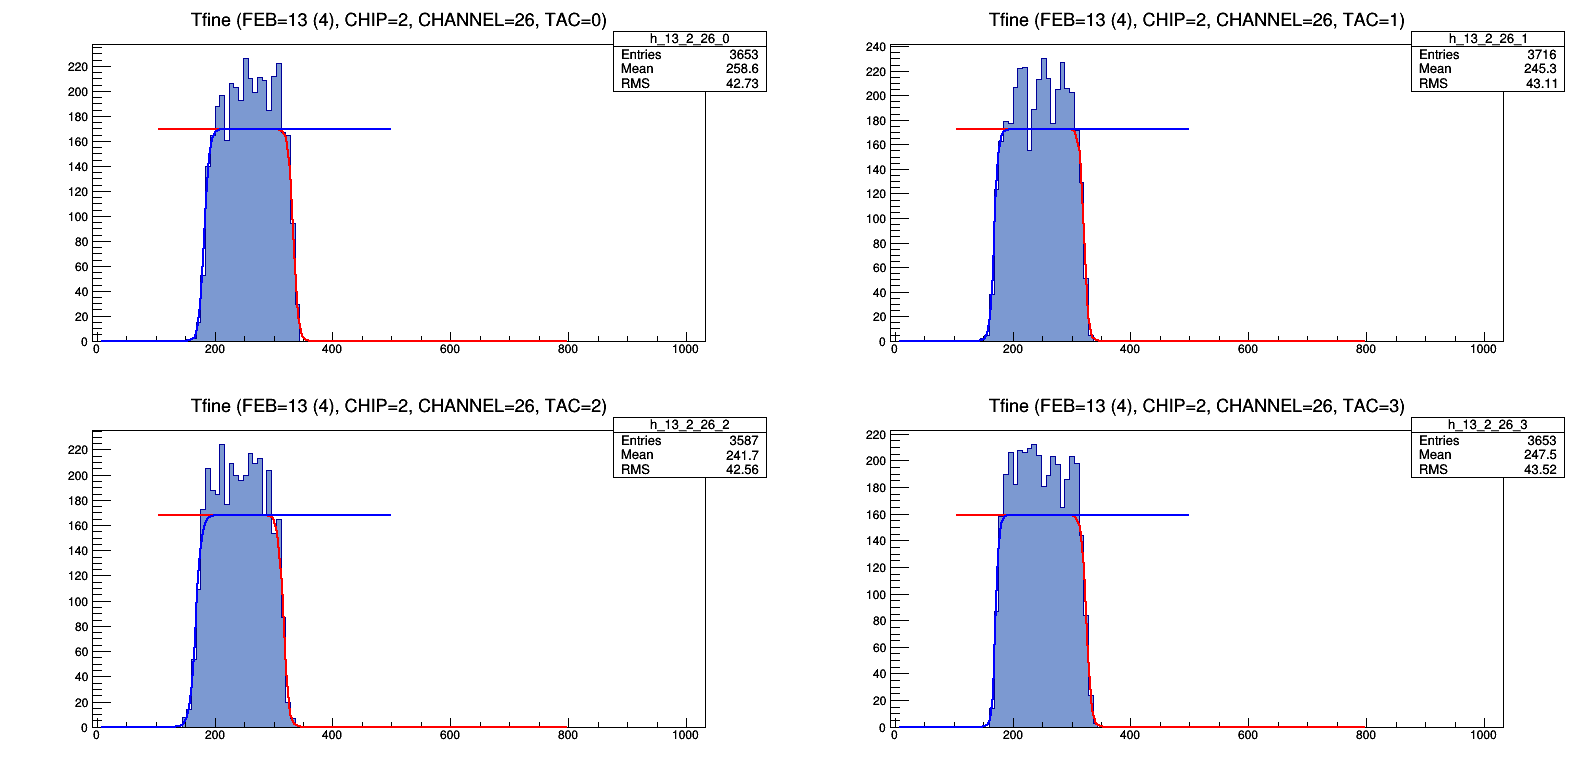 Tfine (FEB=13 (4), CHIP=2, CHANNEL=26, TAC=0)
h_13_2_26_0
Entries 3653
Mean 258.6
RMS 42.73
220
200
180
160
140
120
100
80
60
40
20
0
0 200 400 600 800 1000
Tfine (FEB=13 (4), CHIP=2, CHANNEL=26, TAC=1)
h_13_2_26_1
Entries 3716
Mean 245.3
RMS 43.11
240
220
200
180
160
140
120
100
80
60
40
20
0
0 200 400 600 800 1000
Tfine (FEB=13 (4), CHIP=2, CHANNEL=26, TAC=2)
h_13_2_26_2
Entries 3587
Mean 241.7
RMS 42.56
220
200
180
160
140
120
100
80
60
40
20
0
0 200 400 600 800 1000
Tfine (FEB=13 (4), CHIP=2, CHANNEL=26, TAC=3)
h_13_2_26_3
Entries 3653
Mean 247.5
RMS 43.52
220
200
180
160
140
120
100
80
60
40
20
0
0 200 400 600 800 1000